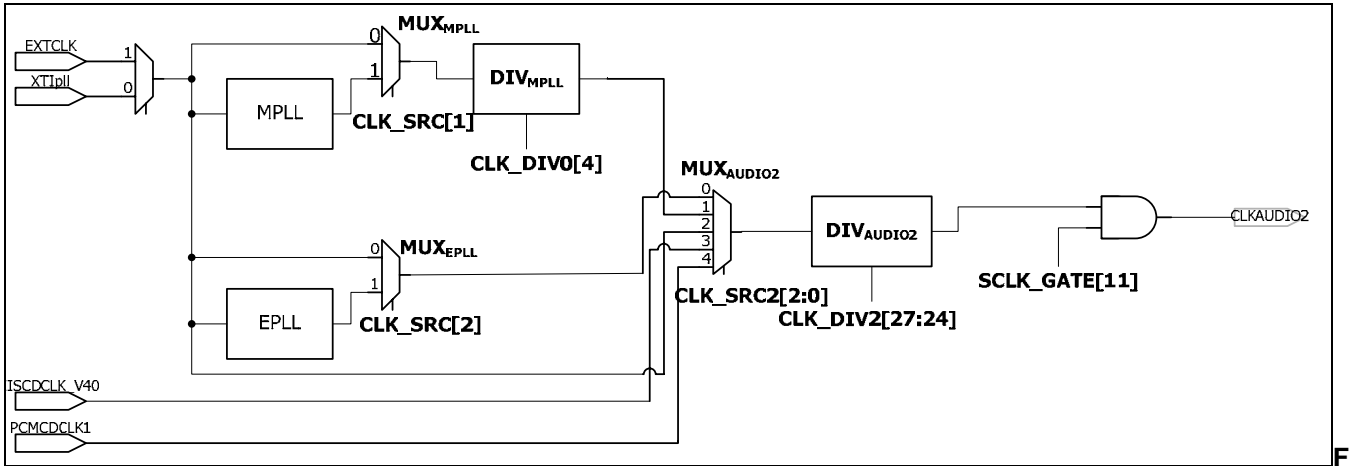 EXTCLK
XTIpll
1
0
MPLL
0
1
MUXMPLL
CLK_SRC[1]
DIVMPLL
CLK_DIV0[4]
EPLL
0
1
MUXEPLL
CLK_SRC[2]
ISCDCLK_V40
PCMCDCLK1
MUXAUDIO2
0
1
2
3
4
CLK_SRC2[2:0]
DIVAUDIO2
CLK_DIV2[27:24]
SCLK_GATE[11]
CLKAUDIO2
F